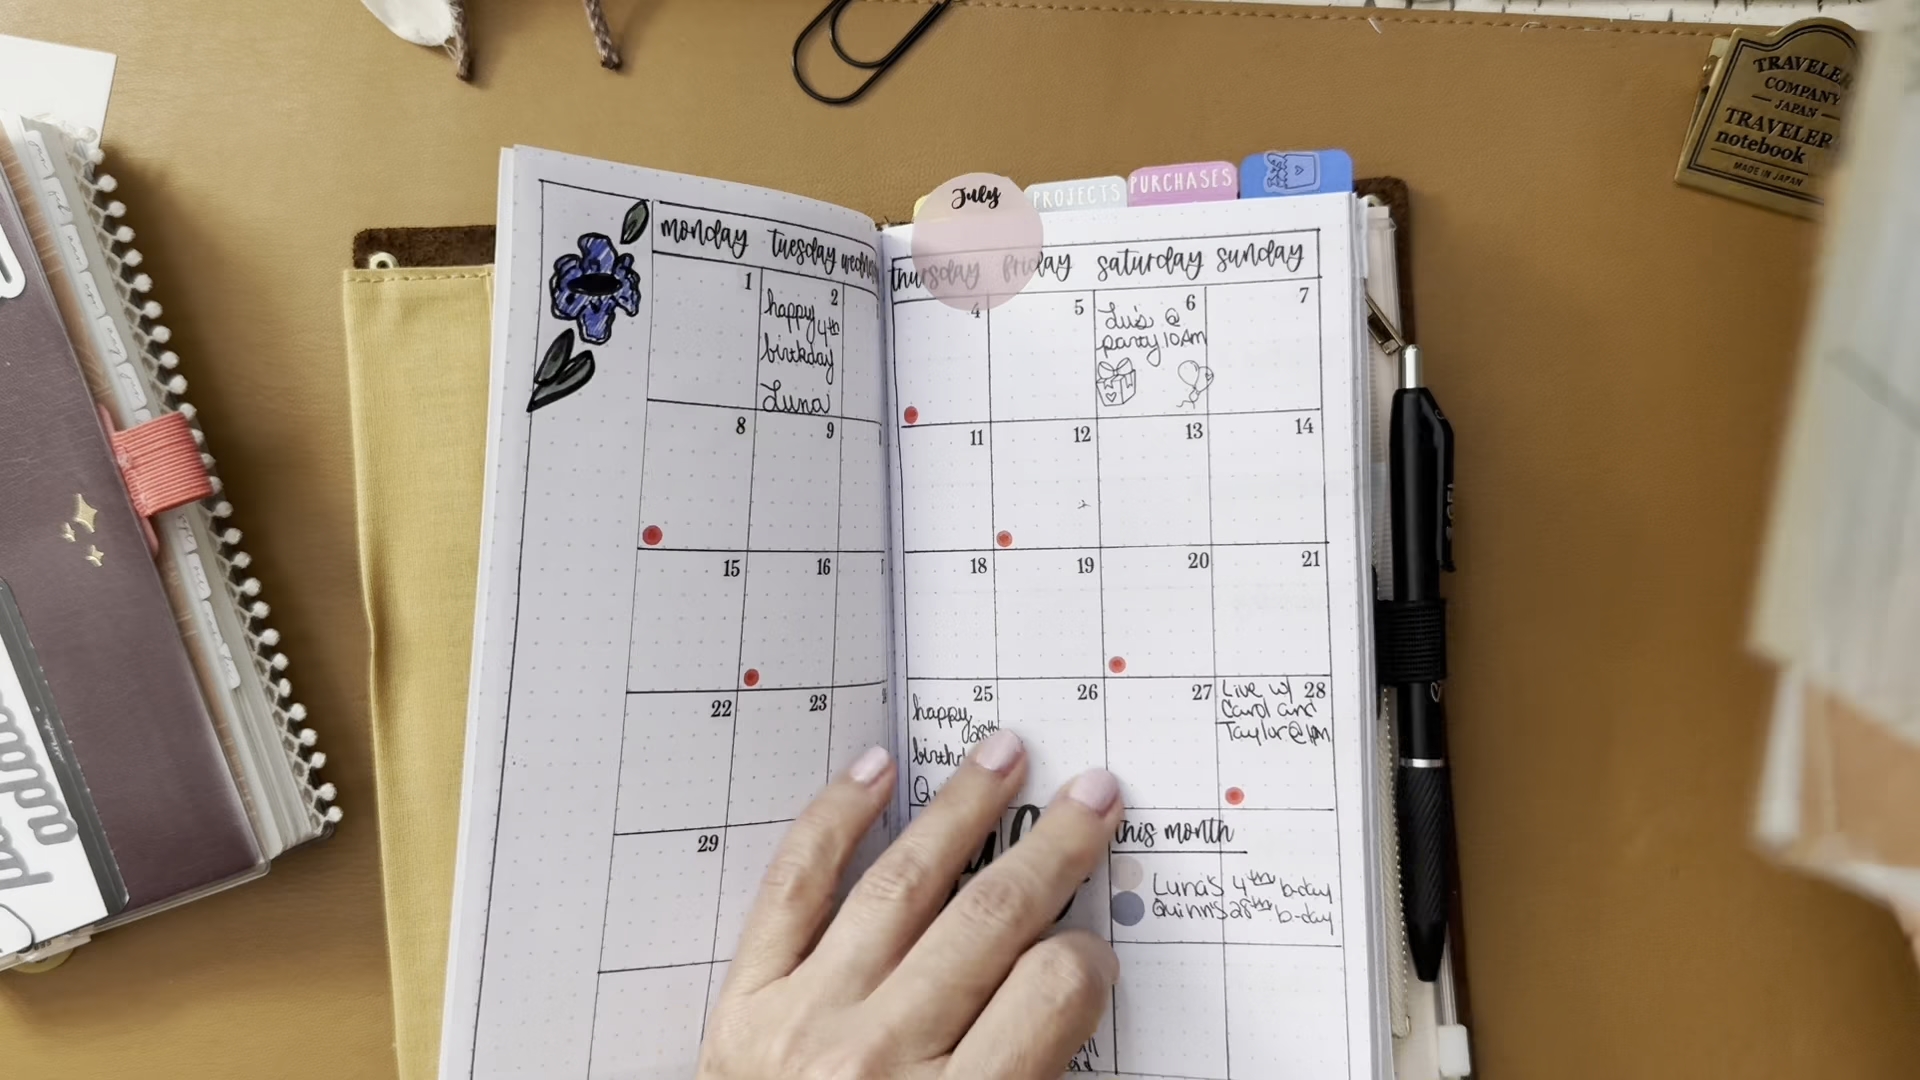 July
PROJECTS
PURCHASES
TRAVELER
COMPANY
JAPAN
TRAVELER
notebook
MADE IN JAPAN
monday tuesday
thursday friday saturday sunday
1
2
happy 4th
birthday
Luna
4
5
6
Lu's @
party 10AM
7
8
9
11
12
13
14
15
16
18
19
20
21
22
23
25
happy 28th
26
27
28
Live w/
Carol and
Taylor @ 1PM
29
this month
Luna's 4th b-day
Quinn's 28th b-day